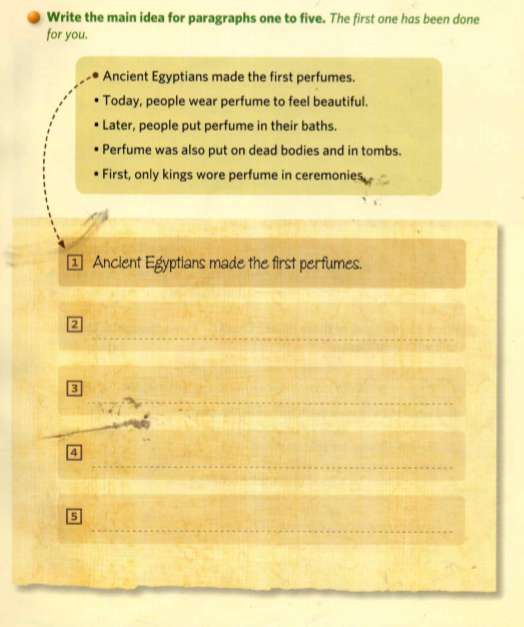 Write the main idea for paragraphs one to five. The first one has been done
for you.
• Ancient Egyptians made the first perfumes.
• Today, people wear perfume to feel beautiful.
• Later, people put perfume in their baths.
• Perfume was also put on dead bodies and in tombs.
• First, only kings wore perfume in ceremonies.
1 Ancient Egyptians made the first perfumes.
2
3
4
5